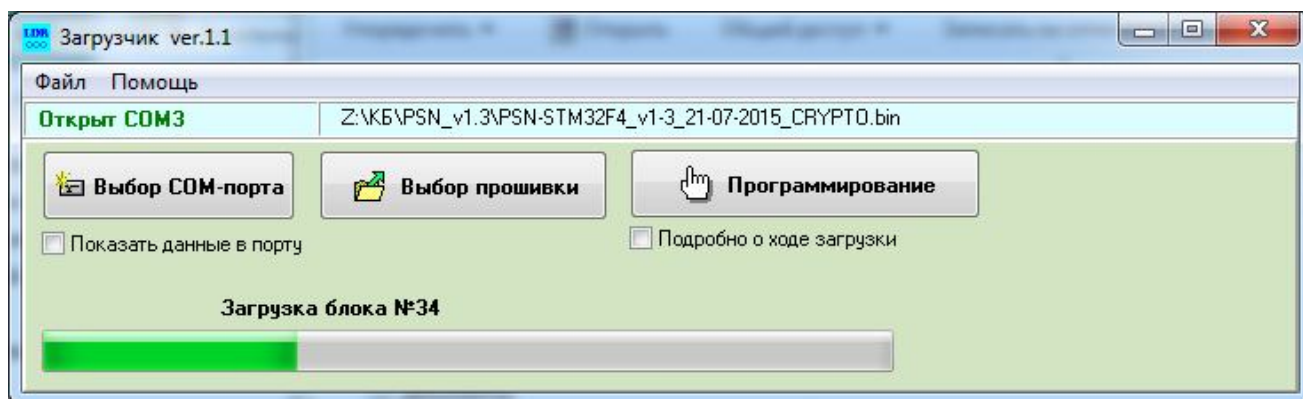 LDR Загрузчик ver.1.1
Файл Помощь
Открыт COM3 Z:\КБ\PSN_v1.3\PSN-STM32F4_v1-3_21-07-2015_CRYPTO.bin
Выбор COM-порта Выбор прошивки Программирование
Показать данные в порту Подробно о ходе загрузки
Загрузка блока №34